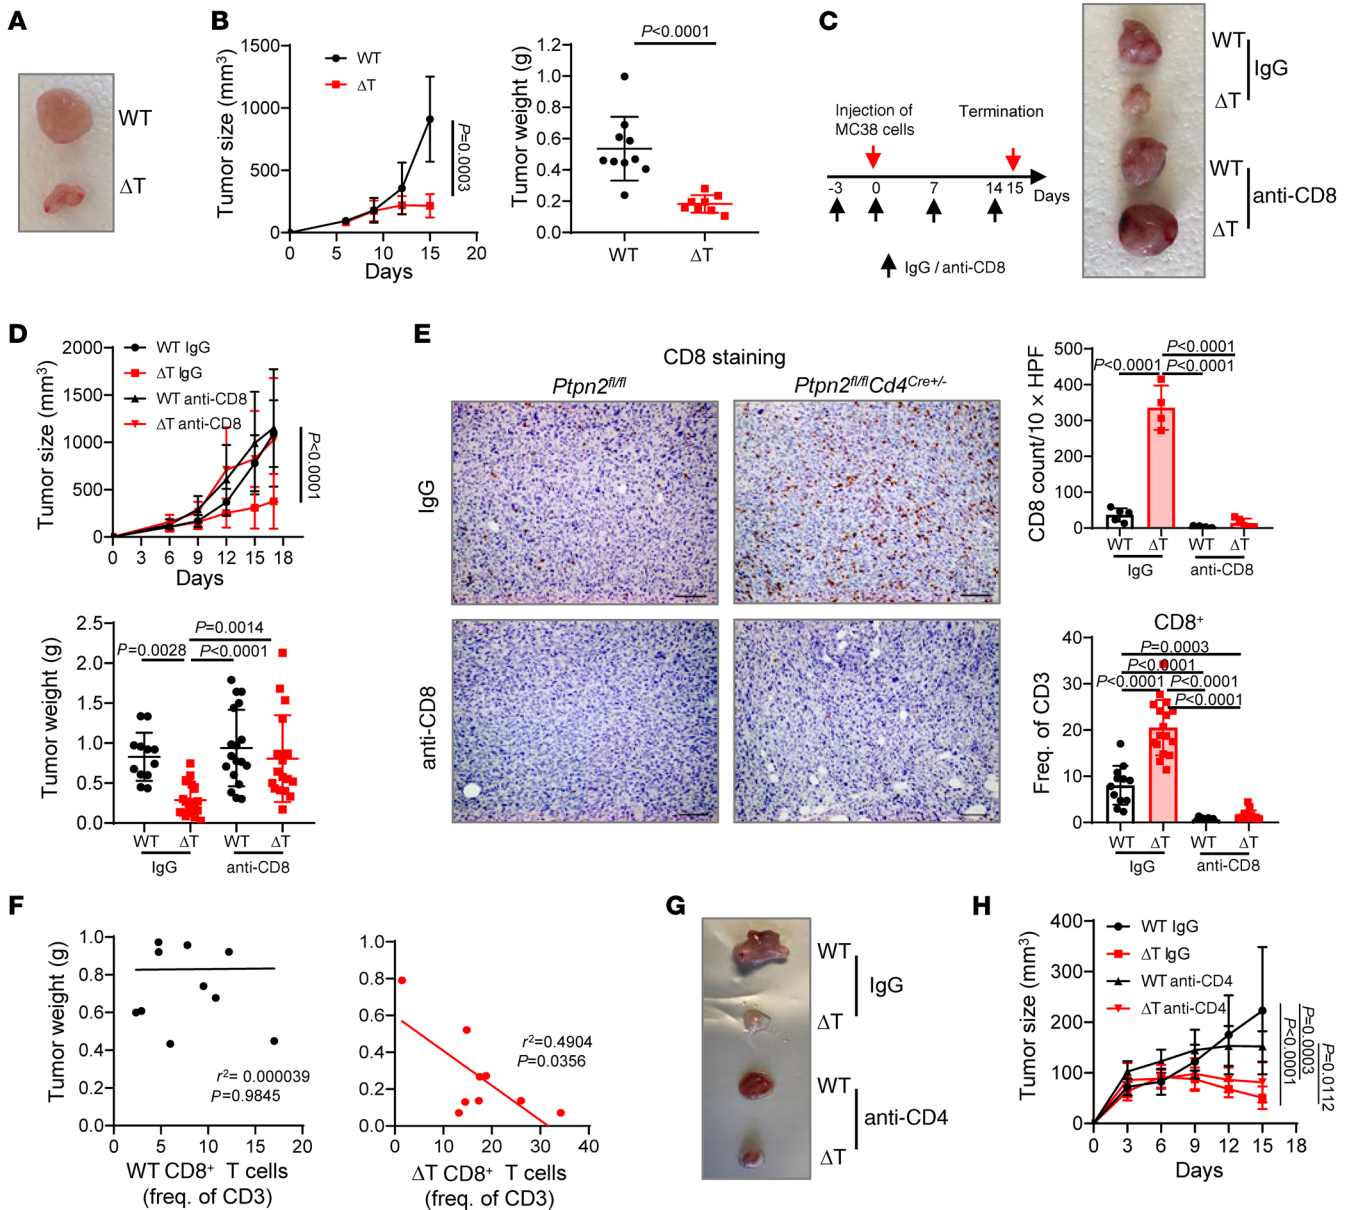 A
WT
ΔT
B
Tumor size (mm³)
1500
1000
500
0
0 5 10 15 20
Days
WT
ΔT
P=0.0003
Tumor weight (g)
1.2
1.0
0.8
0.6
0.4
0.2
0.0
P<0.0001
WT ΔT
C
Injection of
MC38 cells
Termination
-3 0 7 14 15 Days
IgG / anti-CD8
WT
ΔT
IgG
WT
ΔT
anti-CD8
D
Tumor size (mm³)
2000
1500
1000
500
0
0 3 6 9 12 15 18
Days
WT IgG
ΔT IgG
WT anti-CD8
ΔT anti-CD8
P<0.0001
Tumor weight (g)
2.5
2.0
1.5
1.0
0.5
0.0
P=0.0014
P=0.0028 P<0.0001
WT ΔT WT ΔT
IgG anti-CD8
E
CD8 staining
Ptpn2fl/fl Ptpn2fl/flCd4Cre+/-
IgG
anti-CD8
CD8 count/10 × HPF
500
400
300
200
100
0
P<0.0001
P<0.0001 P<0.0001
WT ΔT WT ΔT
IgG anti-CD8
CD8⁺
Freq. of CD3
40
30
20
10
0
P=0.0003
P<0.0001
P<0.0001 P<0.0001
P<0.0001
WT ΔT WT ΔT
IgG anti-CD8
F
Tumor weight (g)
1.0
0.8
0.6
0.4
0.2
0.0
0 5 10 15 20
r²= 0.000039
P=0.9845
WT CD8⁺ T cells
(freq. of CD3)
1.0
0.8
0.6
0.4
0.2
0.0
0 10 20 30 40
r²=0.4904
P=0.0356
ΔT CD8⁺ T cells
(freq. of CD3)
G
WT
ΔT
IgG
WT
ΔT
anti-CD4
H
Tumor size (mm³)
400
300
200
100
0
0 3 6 9 12 15 18
Days
WT IgG
ΔT IgG
WT anti-CD4
ΔT anti-CD4
P<0.0001
P=0.0003
P=0.0112